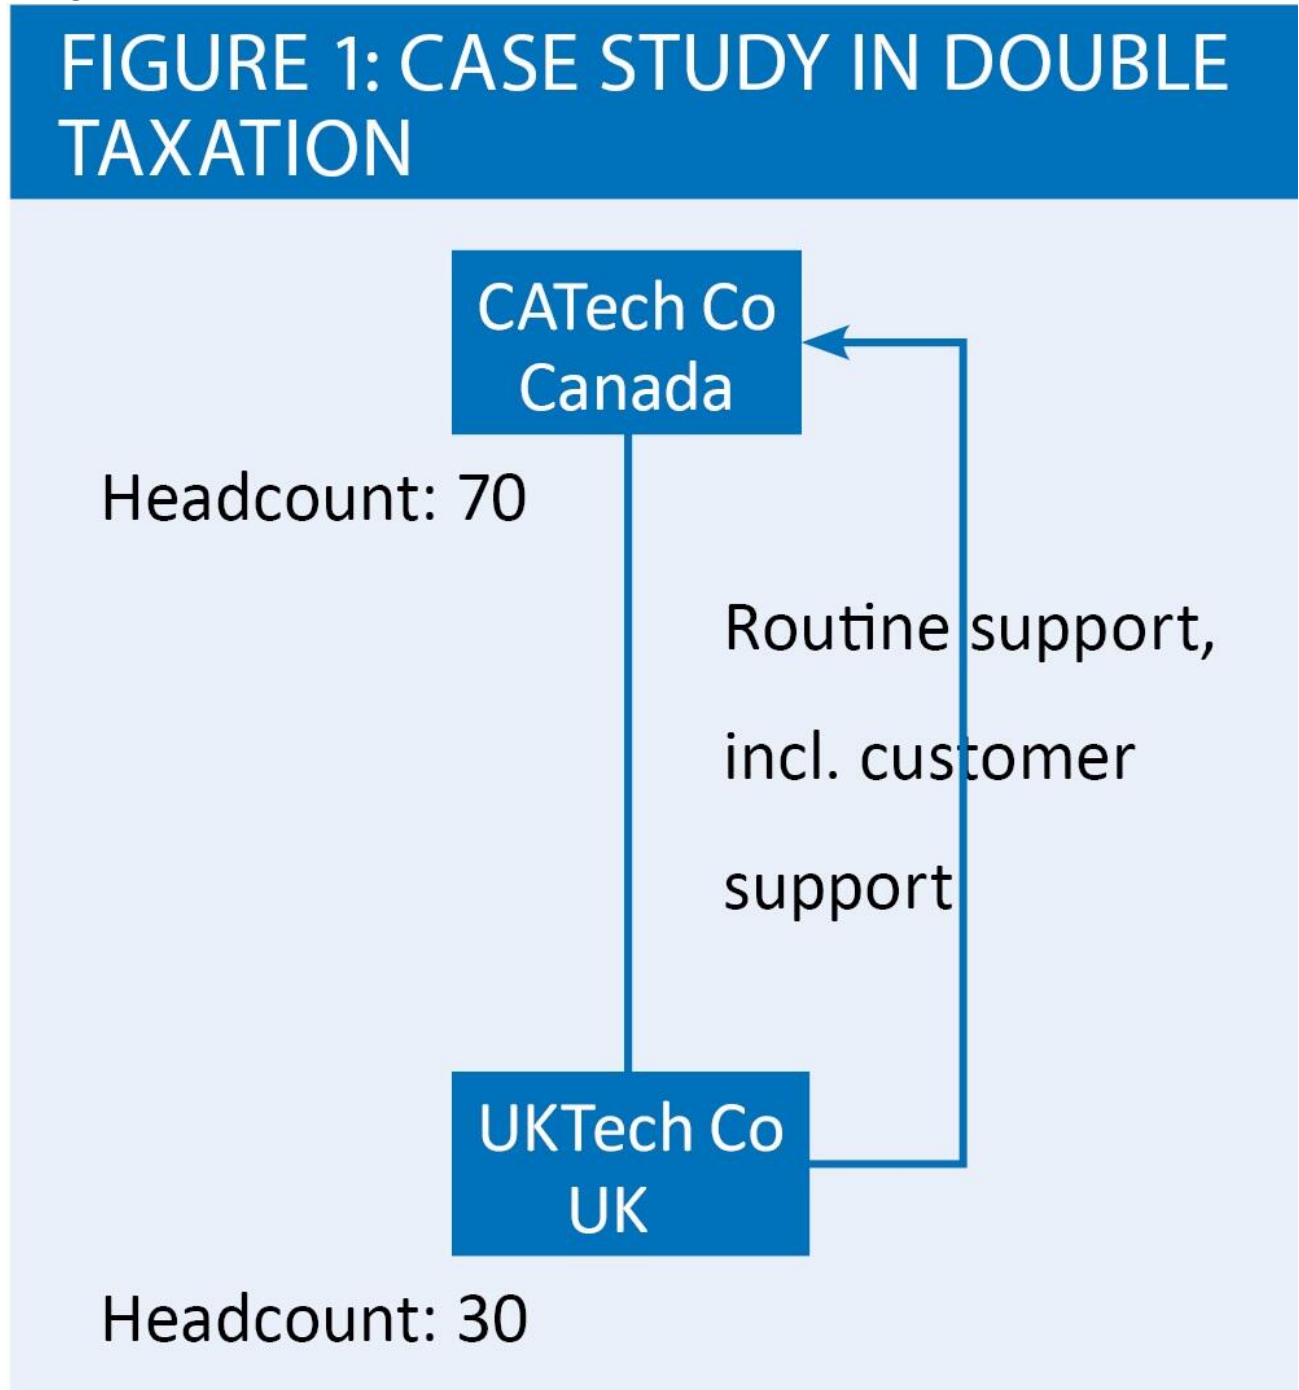 FIGURE 1: CASE STUDY IN DOUBLE
TAXATION
CATech Co
Canada
Headcount: 70
Routine support,
incl. customer
support
UKTech Co
UK
Headcount: 30